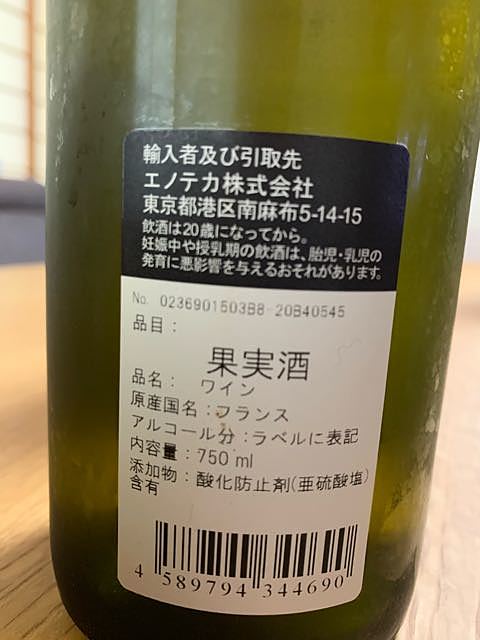 輸入者及び引取先
エノテカ株式会社
東京都港区南麻布5-14-15
飲酒は20歳になってから。
妊娠中や授乳期の飲酒は、胎児・乳児の
発育に悪影響を与えるおそれがあります。
No. 0236901503B8-20B40545
品目：
果実酒
品名： ワイン
原産国名：フランス
アルコール分：ラベルに表記
内容量：750 ml
添加物：酸化防止剤(亜硫酸塩)
含有
4 589794 344690